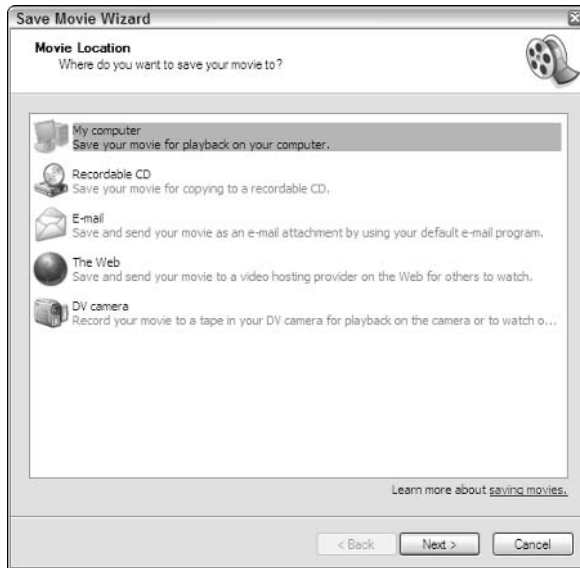 Save Movie Wizard
Movie Location
Where do you want to save your movie to?
My computer
Save your movie for playback on your computer.
Recordable CD
Save your movie for copying to a recordable CD.
E-mail
Save and send your movie as an e-mail attachment by using your default e-mail program.
The Web
Save and send your movie to a video hosting provider on the Web for others to watch.
DV camera
Record your movie to a tape in your DV camera for playback on the camera or to watch o...
Learn more about saving movies.
< Back
Next >
Cancel